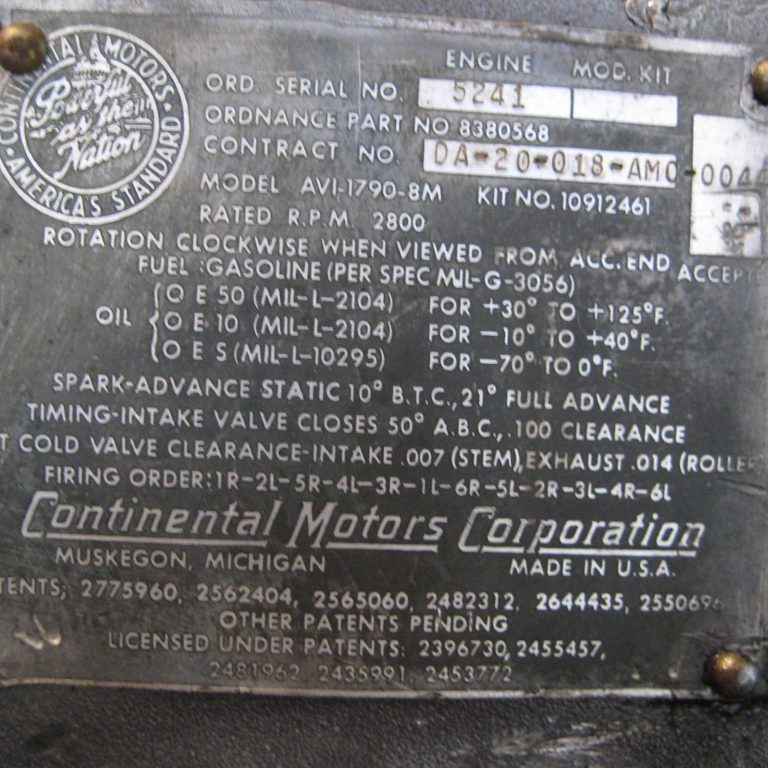 CONTINENTAL MOTORS
Powerful
as the
Nation
AMERICA'S STANDARD
ENGINE MOD. KIT
ORD. SERIAL NO. 5241
ORDNANCE PART NO 8380568
CONTRACT NO. DA-20-018-AMC-0044
MODEL AVI-1790-8M KIT NO. 10912461
RATED R.P.M. 2800
ROTATION CLOCKWISE WHEN VIEWED FROM ACC. END ACCEPT
FUEL :GASOLINE (PER SPEC MIL-G-3056)
OIL
O E 50 (MIL-L-2104) FOR +30° TO +125°F.
O E 10 (MIL-L-2104) FOR -10° TO +40°F.
O E S (MIL-L-10295) FOR -70° TO 0°F.
SPARK-ADVANCE STATIC 10° B.T.C., 21° FULL ADVANCE
TIMING-INTAKE VALVE CLOSES 50° A.B.C., .100 CLEARANCE
T COLD VALVE CLEARANCE-INTAKE .007 (STEM), EXHAUST .014 (ROLLER
FIRING ORDER:1R-2L-5R-4L-3R-1L-6R-5L-2R-3L-4R-6L
Continental Motors Corporation
MUSKEGON, MICHIGAN MADE IN U.S.A.
TENTS; 2775960, 2562404, 2565060, 2482312, 2644435, 2550696
OTHER PATENTS PENDING
LICENSED UNDER PATENTS: 2396730, 2455457,
2481962, 2435991, 2453772